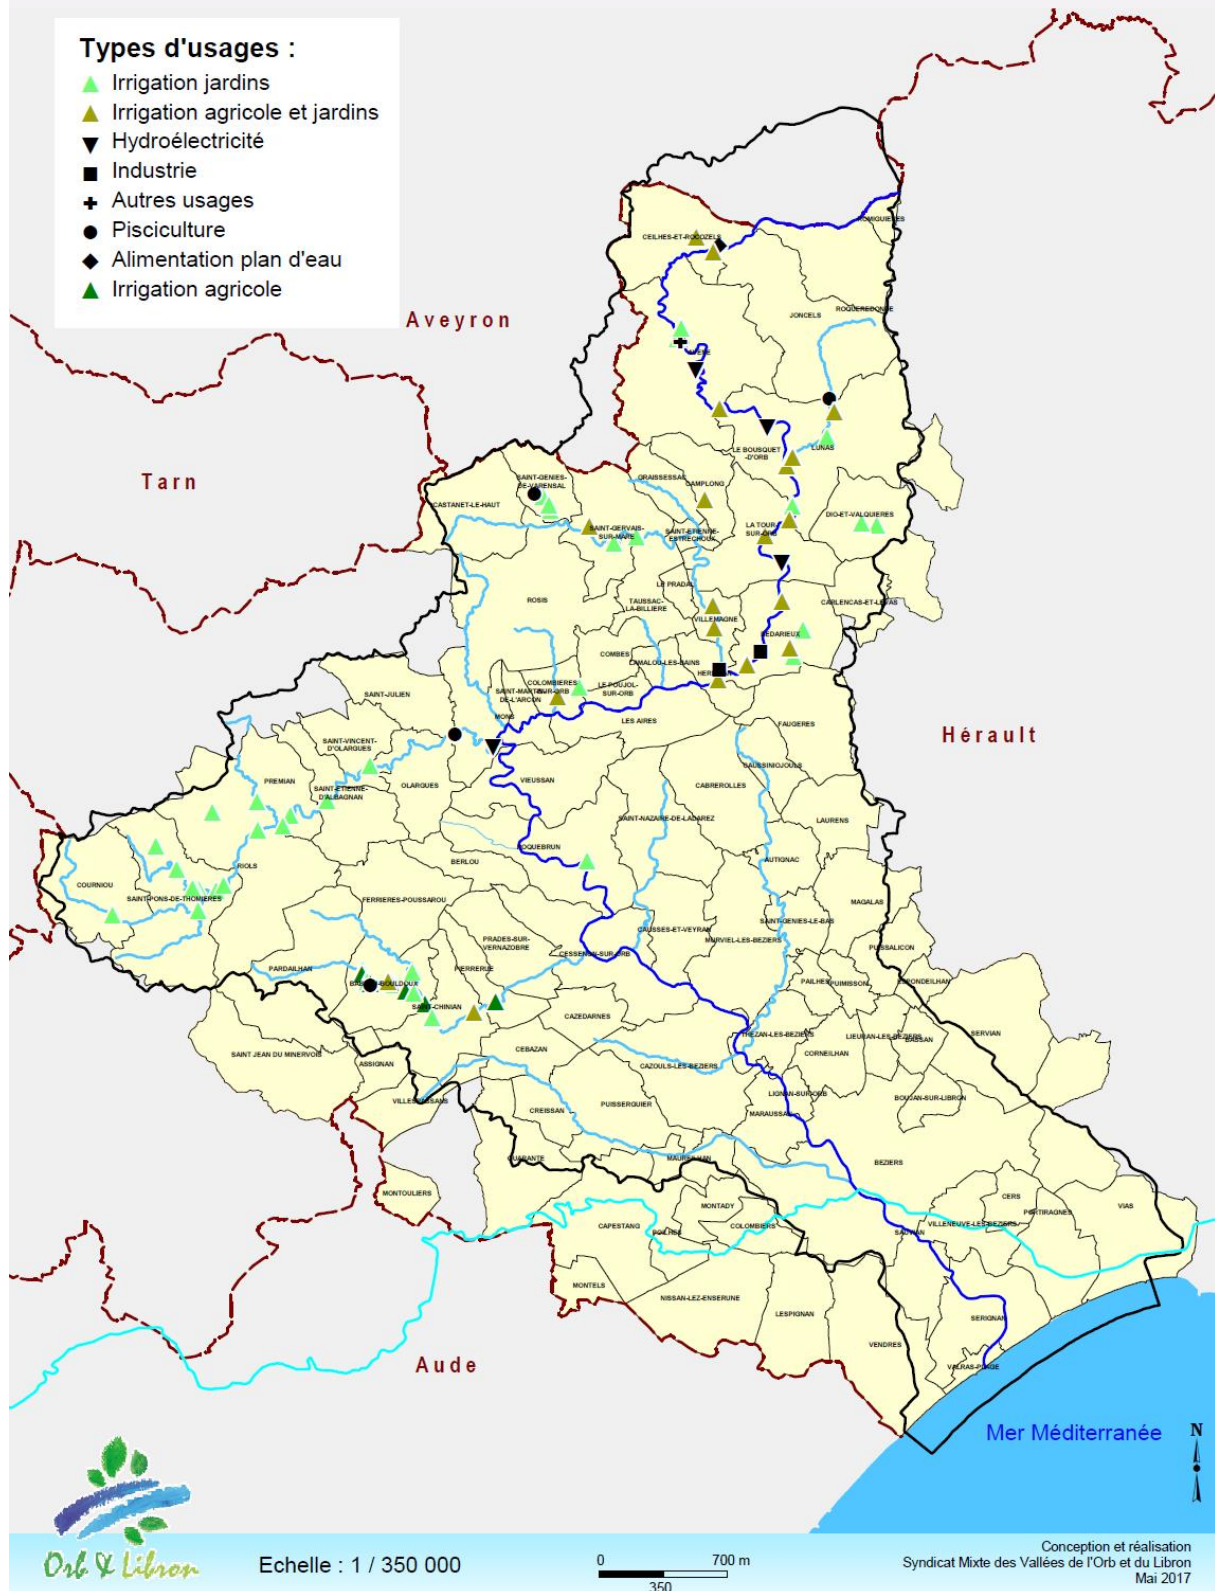 Types d'usages :
Irrigation jardins
Irrigation agricole et jardins
Hydroélectricité
Industrie
Autres usages
Pisciculture
Alimentation plan d'eau
Irrigation agricole
Aveyron
Tarn
Hérault
Aude
Mer Méditerranée
N
ROMIQUIERES
CEILHES-ET-ROCOZELS
JONCELS
ROQUEREDONDE
LE BOUSQUET
-D'ORB
LUNAS
GRAISSESSAC
CAMPLONG
SAINT-GENIES-
DE-VARENSAL
CASTANET-LE-HAUT
SAINT-GERVAIS-
SUR-MARE
SAINT-ETIENNE-
ESTRECHOUX
LA TOUR-
SUR-ORB
DIO-ET-VALQUIERES
LE PRADAL
ROSIS
TAUSSAC-
LA-BILLIERE
VILLEMAGNE
CARLENCAS-ET-LEVAS
BEDARIEUX
COMBES
LAMALOU-LES-BAINS
COLOMBIERES
SUR-ORB
SAINT-MARTIN
DE-L'ARCON
LE POUJOL-
SUR-ORB
MONS
LES AIRES
FAUGERES
SAINT-JULIEN
SAINT-VINCENT-
D'OLARGUES
PREMIAN
SAINT-ETIENNE-
D'ALBAGNAN
OLARGUES
VIEUSSAN
CAUSSINIOJOULS
CABREROLLES
SAINT-NAZAIRE-DE-LADAREZ
LAURENS
ROQUEBRUN
BERLOU
AUTIGNAC
RIOLS
COURNIOU
SAINT-PONS-DE-THOMIERES
FERRIERES-POUSSAROU
MAGALAS
SAINT-GENIES-LE-BAS
CAUSSES-ET-VEYRAN
MURVIEL-LES-BEZIERS
PRADES-SUR-
VERNAZOBRE
CESSENON-SUR-ORB
PUISSALICON
PARDAILHAN
PIERRERUE
SAINT-CHINIAN
PAILHES
PUIMISSON
ESPONDEILHAN
CAZEDARNES
SERVIAN
THEZAN-LES-BEZIERS
LIEURAN-LES-BEZIERS
BASSAN
CORNEILHAN
SAINT JEAN DU MINERVOIS
ASSIGNAN
CEBAZAN
CAZOULS-LES-BEZIERS
LIGNAN-SUR-ORB
BOUJAN-SUR-LIBRON
VILLESPASSANS
CREISSAN
PUISSERGUIER
MARAUSSAN
QUARANTE
MAUREILHAN
BEZIERS
MONTOULIERS
CERS
PORTIRAGNES
VIAS
MONTADY
CAPESTANG
POILHES
COLOMBIERS
VILLENEUVE-LES-BEZIERS
SAUVIAN
MONTELS
NISSAN-LEZ-ENSERUNE
LESPIGNAN
SERIGNAN
VENDRES
VALRAS-PLAGE
Orb & Libron
Echelle : 1 / 350 000
0
700 m
350
Conception et réalisation
Syndicat Mixte des Vallées de l'Orb et du Libron
Mai 2017